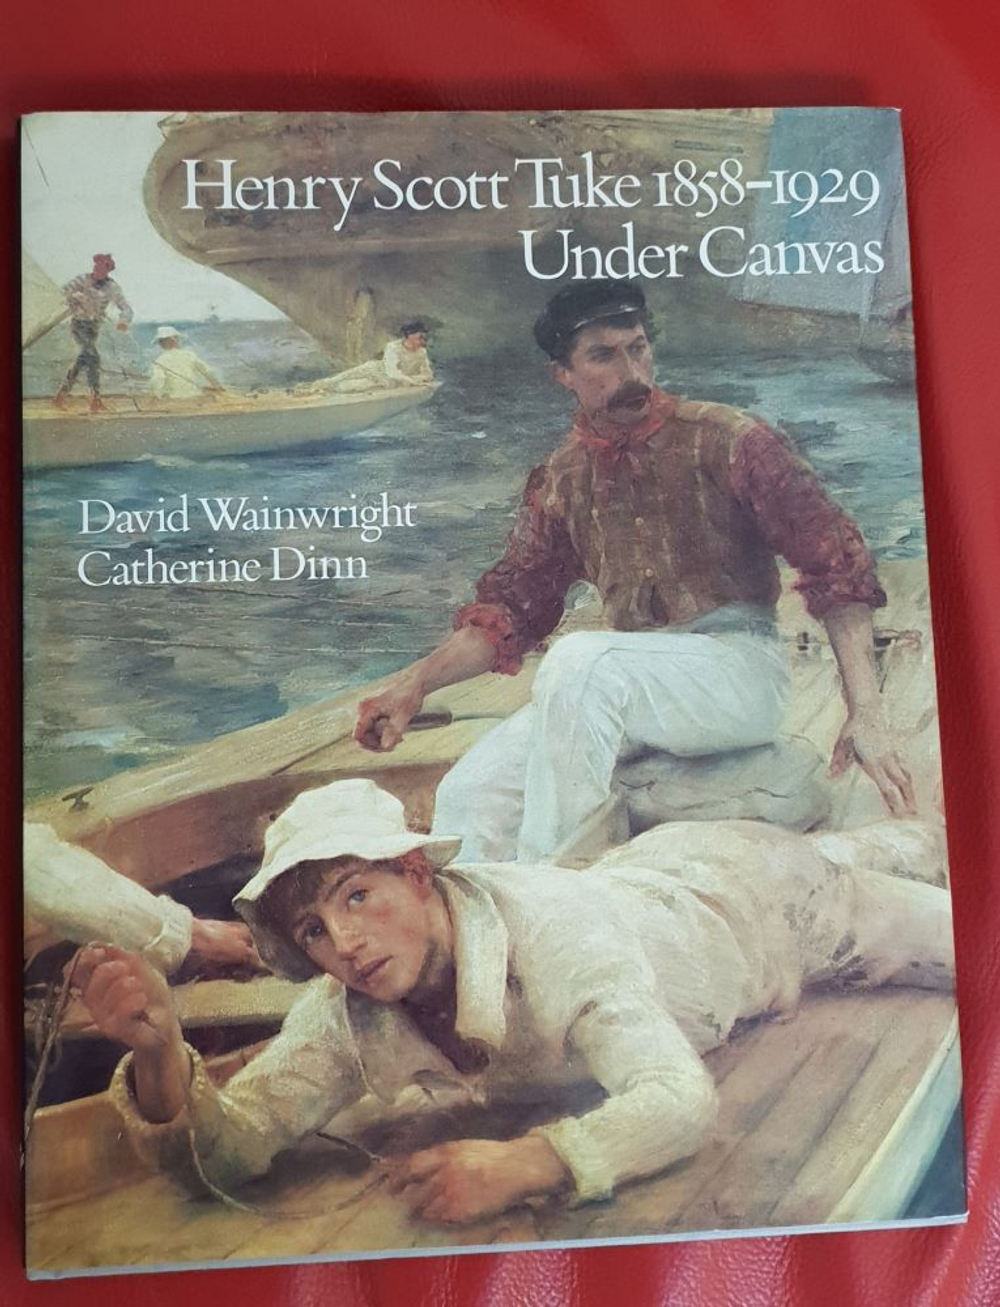 Henry Scott Tuke 1858–1929
Under Canvas
David Wainwright
Catherine Dinn